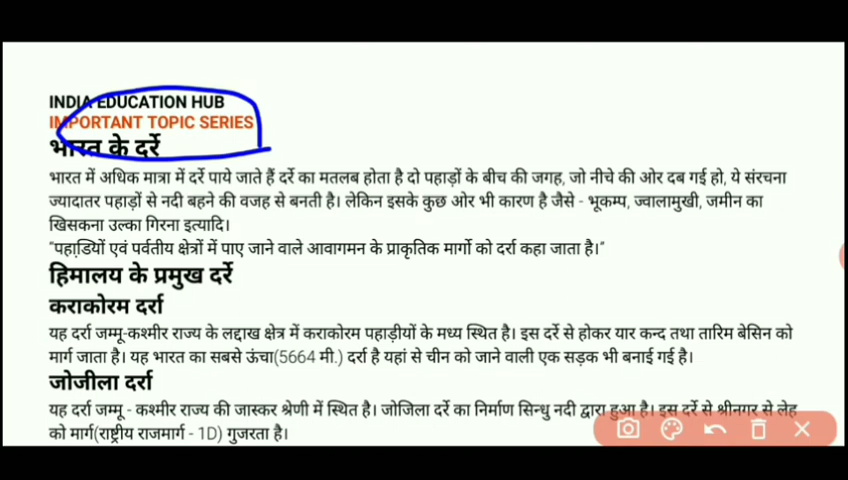 INDIA EDUCATION HUB
IMPORTANT TOPIC SERIES
भारत के दर्रे
भारत में अधिक मात्रा में दर्रे पाये जाते हैं दर्रे का मतलब होता है दो पहाड़ों के बीच की जगह, जो नीचे की ओर दब गई हो, ये संरचना
ज्यादातर पहाड़ों से नदी बहने की वजह से बनती है। लेकिन इसके कुछ ओर भी कारण है जैसे - भूकम्प, ज्वालामुखी, जमीन का
खिसकना उल्का गिरना इत्यादि।
"पहाडि़यों एवं पर्वतीय क्षेत्रों में पाए जाने वाले आवागमन के प्राकृतिक मार्गो को दर्रा कहा जाता है।"
हिमालय के प्रमुख दर्रे
कराकोरम दर्रा
यह दर्रा जम्मू-कश्मीर राज्य के लद्दाख क्षेत्र में कराकोरम पहाड़ीयों के मध्य स्थित है। इस दर्रे से होकर यार कन्द तथा तारिम बेसिन को
मार्ग जाता है। यह भारत का सबसे ऊंचा(5664 मी.) दर्रा है यहां से चीन को जाने वाली एक सड़क भी बनाई गई है।
जोजीला दर्रा
यह दर्रा जम्मू - कश्मीर राज्य की जास्कर श्रेणी में स्थित है। जोजिला दर्रे का निर्माण सिन्धु नदी द्वारा हुआ है। इस दर्रे से श्रीनगर से लेह
को मार्ग(राष्ट्रीय राजमार्ग - 1D) गुजरता है।